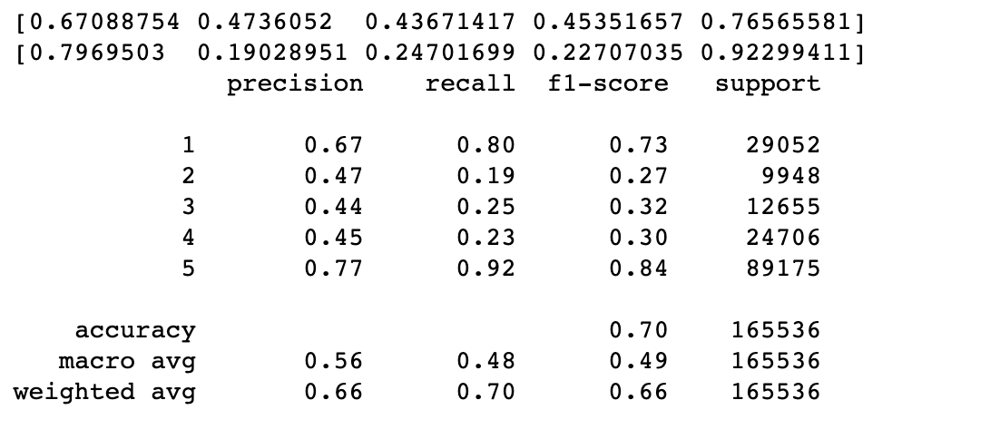 [0.67088754 0.4736052  0.43671417 0.45351657 0.76565581]
[0.7969503  0.19028951 0.24701699 0.22707035 0.92299411]
              precision    recall  f1-score   support

           1       0.67      0.80      0.73     29052
           2       0.47      0.19      0.27      9948
           3       0.44      0.25      0.32     12655
           4       0.45      0.23      0.30     24706
           5       0.77      0.92      0.84     89175

    accuracy                           0.70    165536
   macro avg       0.56      0.48      0.49    165536
weighted avg       0.66      0.70      0.66    165536